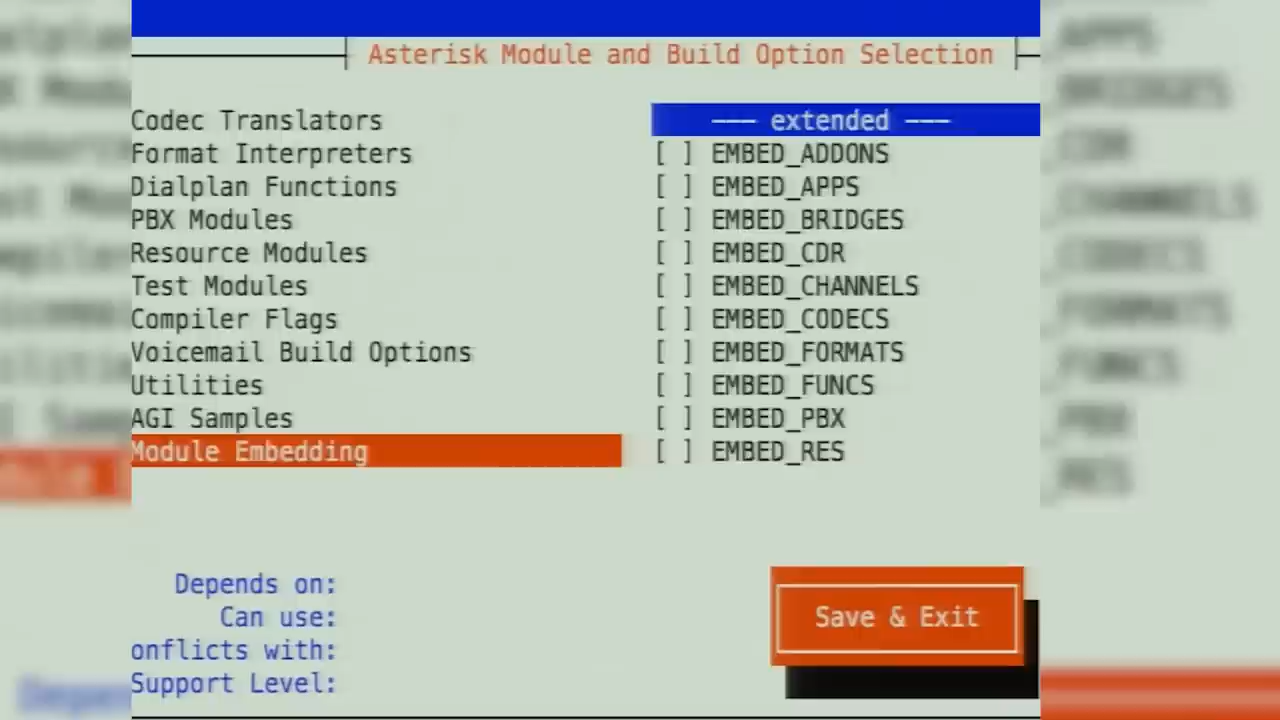 Asterisk Module and Build Option Selection
Codec Translators
Format Interpreters
Dialplan Functions
PBX Modules
Resource Modules
Test Modules
Compiler Flags
Voicemail Build Options
Utilities
AGI Samples
Module Embedding
--- extended ---
[ ] EMBED_ADDONS
[ ] EMBED_APPS
[ ] EMBED_BRIDGES
[ ] EMBED_CDR
[ ] EMBED_CHANNELS
[ ] EMBED_CODECS
[ ] EMBED_FORMATS
[ ] EMBED_FUNCS
[ ] EMBED_PBX
[ ] EMBED_RES
Depends on:
Can use:
onflicts with:
Support Level:
Save & Exit